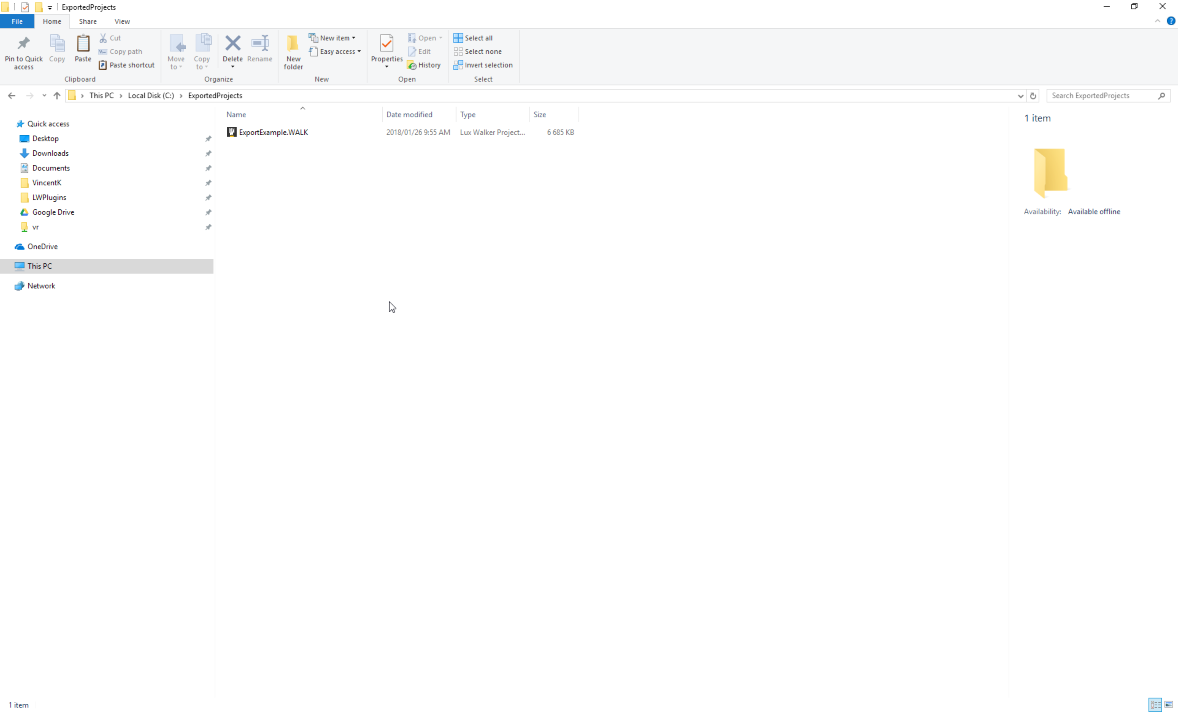 ExportedProjects
File Home Share View
Pin to Quick access
Copy
Paste
Cut
Copy path
Paste shortcut
Clipboard
Move to
Copy to
Delete
Rename
Organize
New folder
New item
Easy access
New
Properties
Open
Edit
History
Open
Select all
Select none
Invert selection
Select
This PC Local Disk (C:) ExportedProjects
Search ExportedProjects
Quick access
Desktop
Downloads
Documents
VincentK
LWPlugins
Google Drive
vr
OneDrive
This PC
Network
Name Date modified Type Size
ExportExample.WALK 2018/01/26 9:55 AM Lux Walker Project... 6 685 KB
1 item
Availability: Available offline
1 item